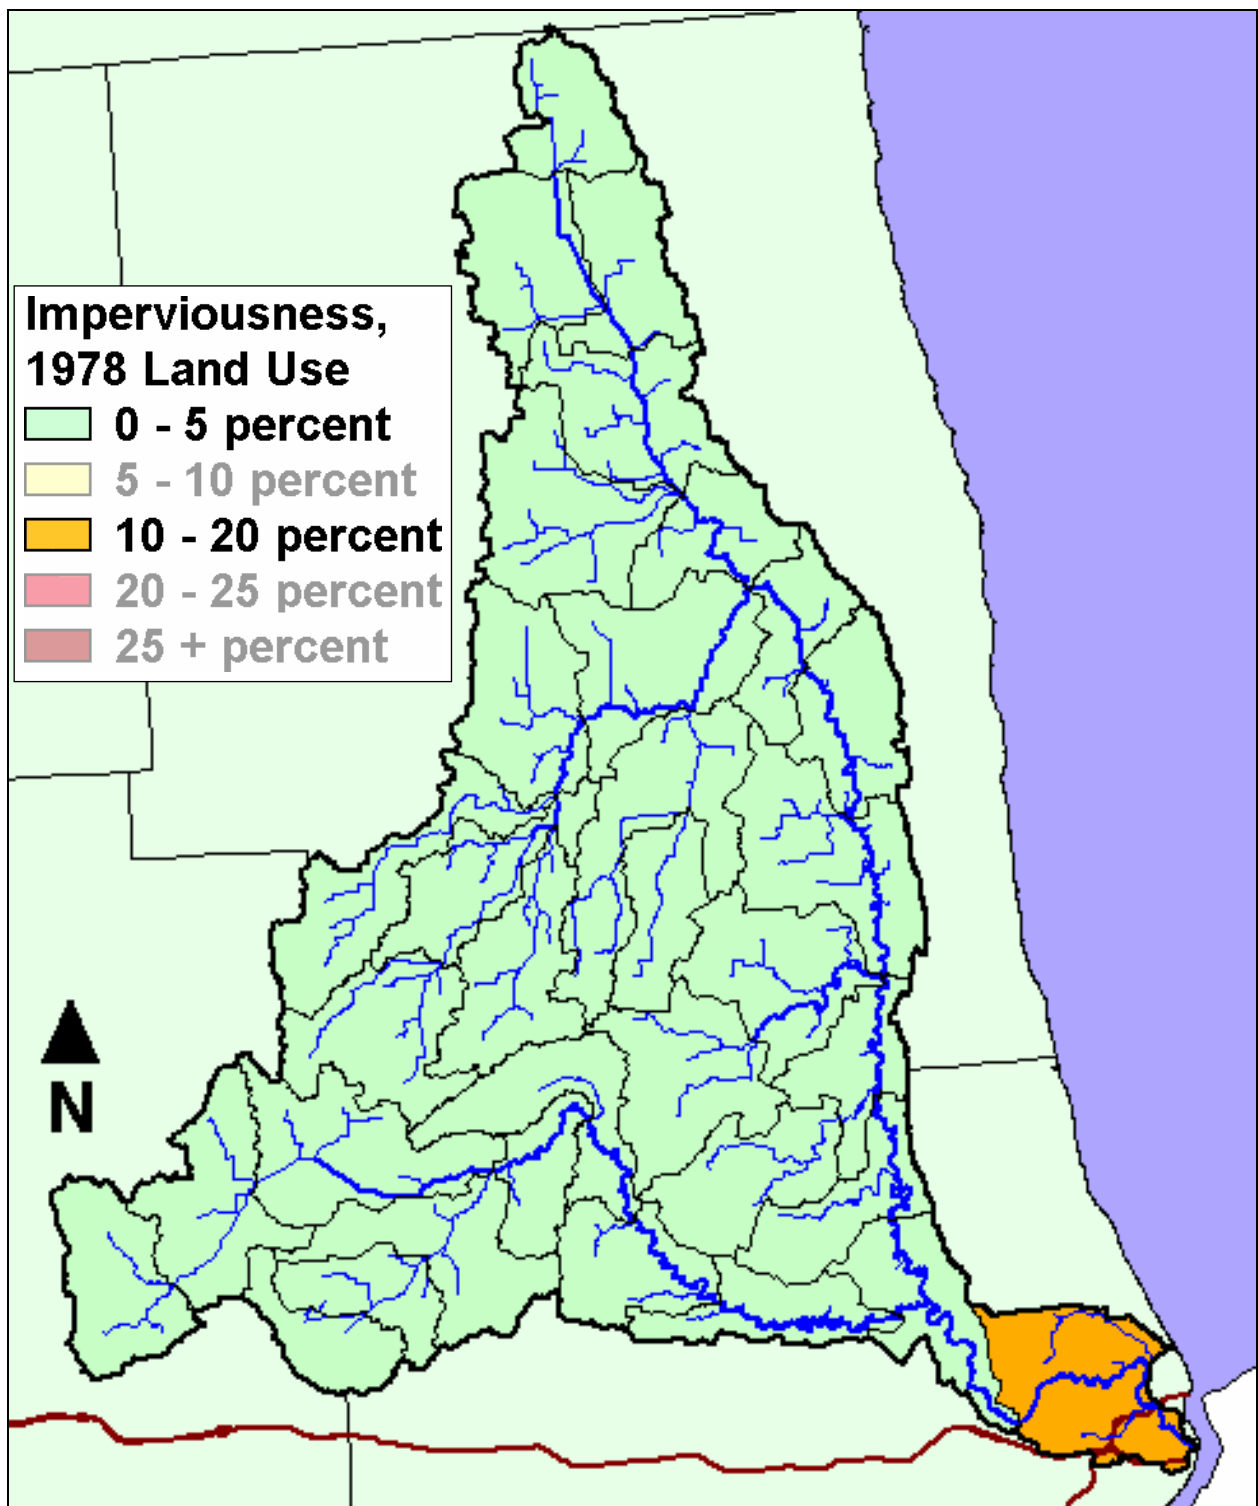 Imperviousness,
1978 Land Use
0 - 5 percent
5 - 10 percent
10 - 20 percent
20 - 25 percent
25 + percent
N